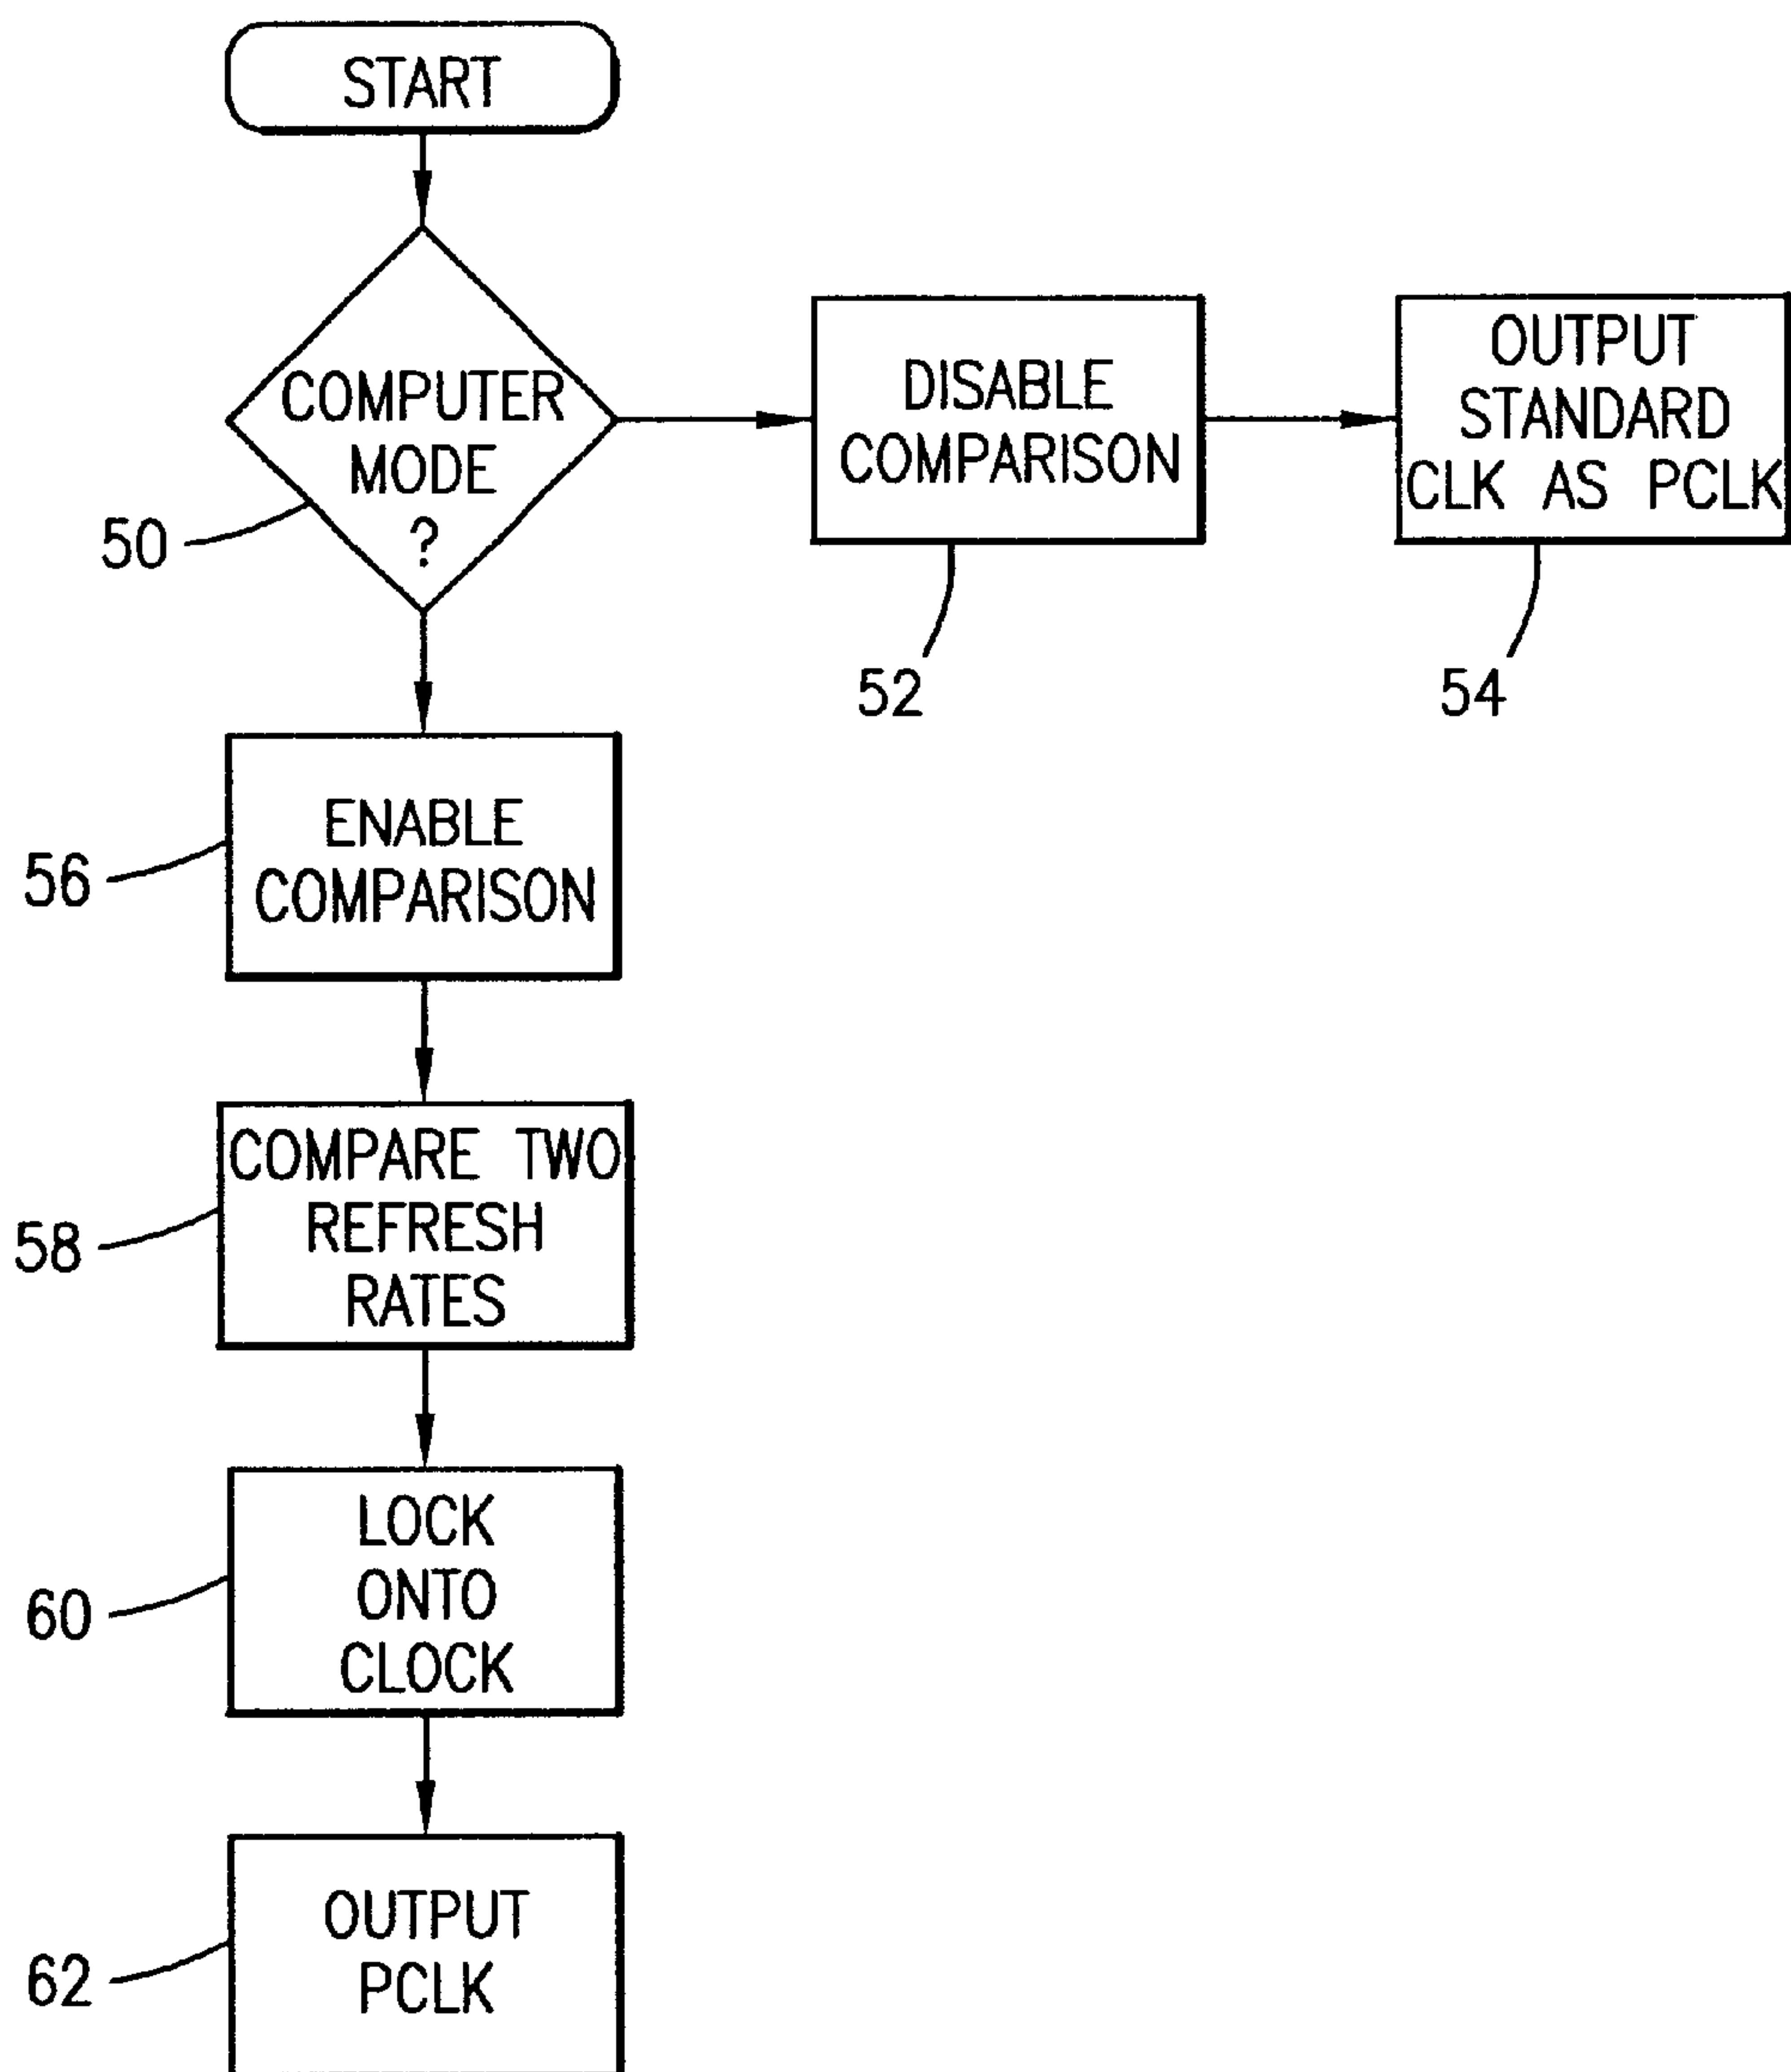 START
COMPUTER
MODE
?
50
DISABLE
COMPARISON
52
OUTPUT
STANDARD
CLK AS PCLK
54
ENABLE
COMPARISON
56
COMPARE TWO
REFRESH
RATES
58
LOCK
ONTO
CLOCK
60
OUTPUT
PCLK
62